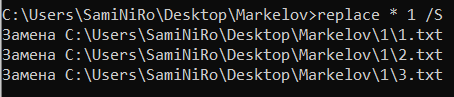 C:\Users\SamiNiRo\Desktop\Markelov>replace * 1 /S
Замена C:\Users\SamiNiRo\Desktop\Markelov\1\1.txt
Замена C:\Users\SamiNiRo\Desktop\Markelov\1\2.txt
Замена C:\Users\SamiNiRo\Desktop\Markelov\1\3.txt